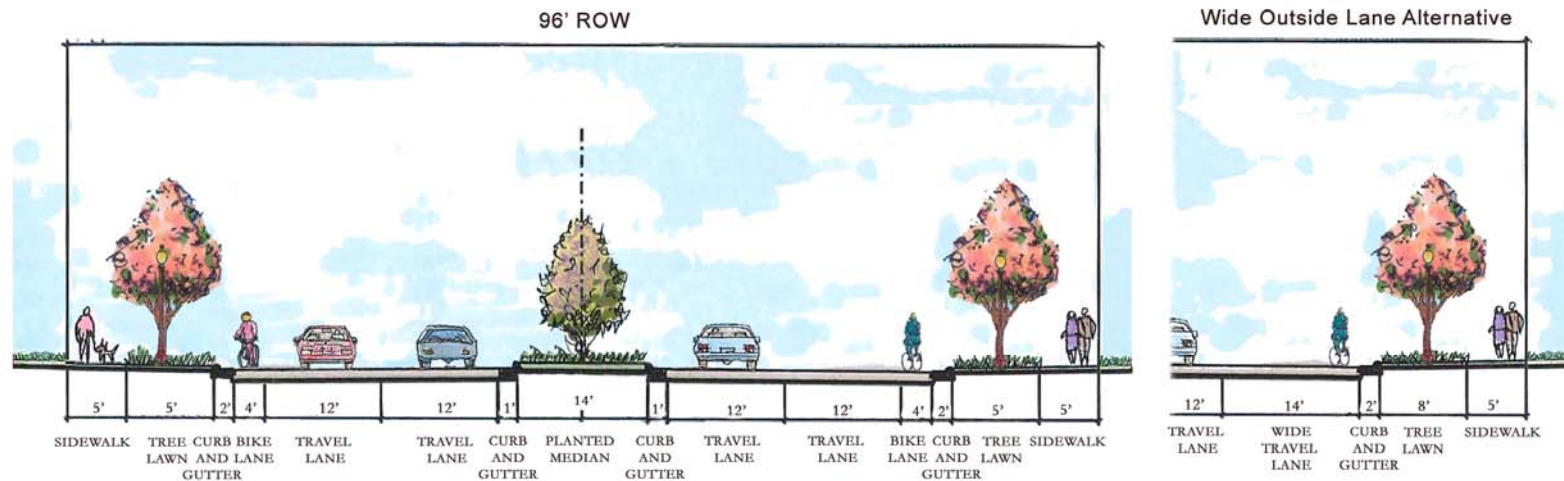 96' ROW
Wide Outside Lane Alternative
5' 5' 2' 4' 12' 12' 1' 14' 1' 12' 12' 4' 2' 5' 5'
SIDEWALK TREE CURB BIKE TRAVEL TRAVEL CURB PLANTED CURB TRAVEL TRAVEL BIKE CURB TREE SIDEWALK
LAWN AND LANE LANE LANE AND MEDIAN AND LANE LANE LANE AND LAWN
GUTTER GUTTER GUTTER GUTTER
12' 14' 2' 8' 5'
TRAVEL WIDE CURB TREE SIDEWALK
LANE TRAVEL AND LAWN
LANE GUTTER